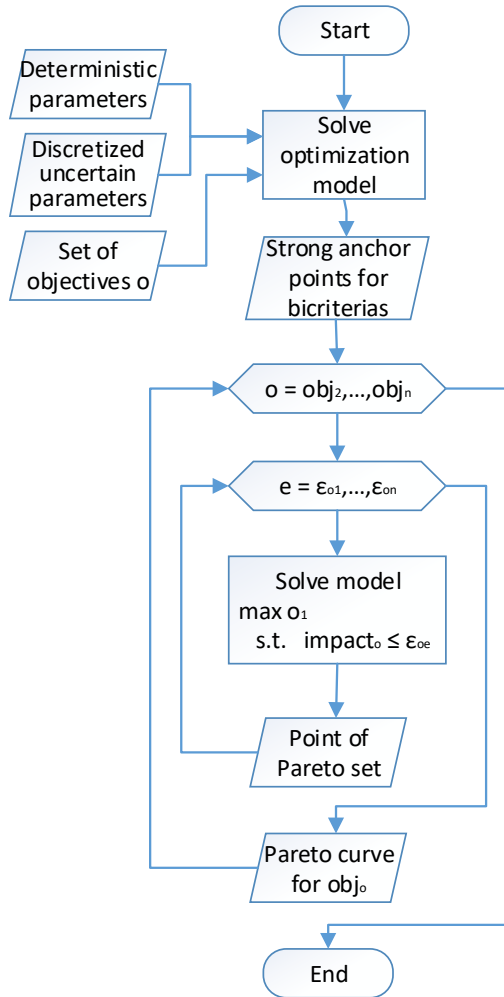 Start
Deterministic
parameters
Discretized
uncertain
parameters
Set of
objectives o
Solve
optimization
model
Strong anchor
points for
bicriterias
o = obj₂,...,objₙ
e = εₒ₁,...,εₒₙ
Solve model
max o₁
s.t. impactₒ ≤ εₒₑ
Point of
Pareto set
Pareto curve
for objₒ
End